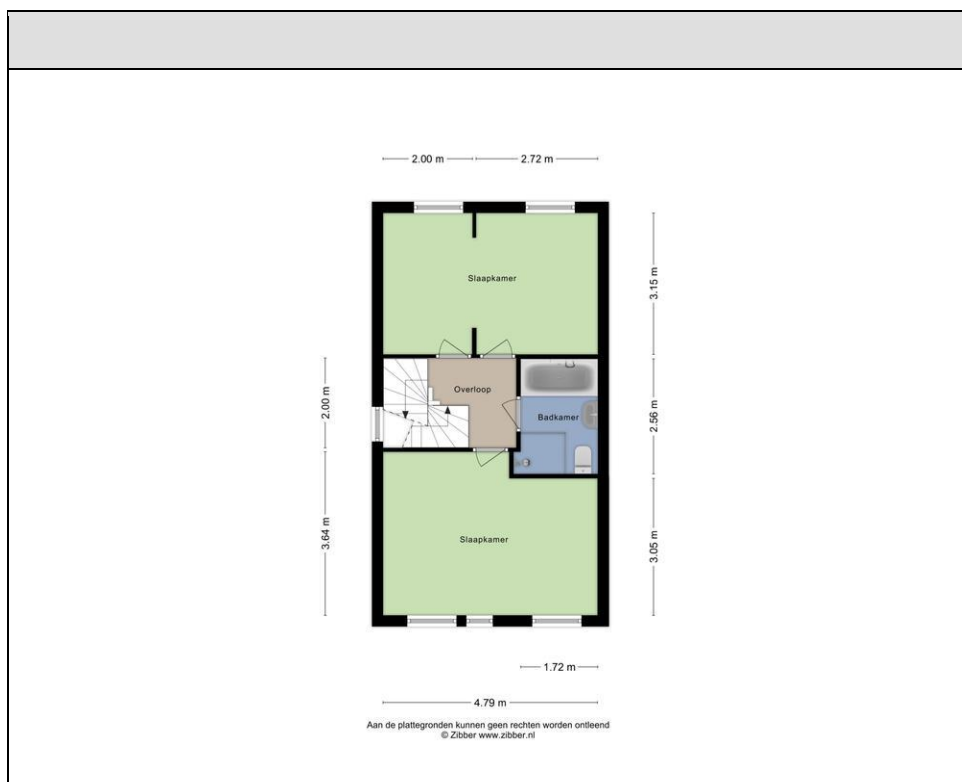 2.00 m
2.72 m
Slaapkamer
3.15 m
Overloop
2.00 m
Badkamer
2.56 m
Slaapkamer
3.64 m
3.05 m
1.72 m
4.79 m
Aan de plattegronden kunnen geen rechten worden ontleend
© Zibber www.zibber.nl